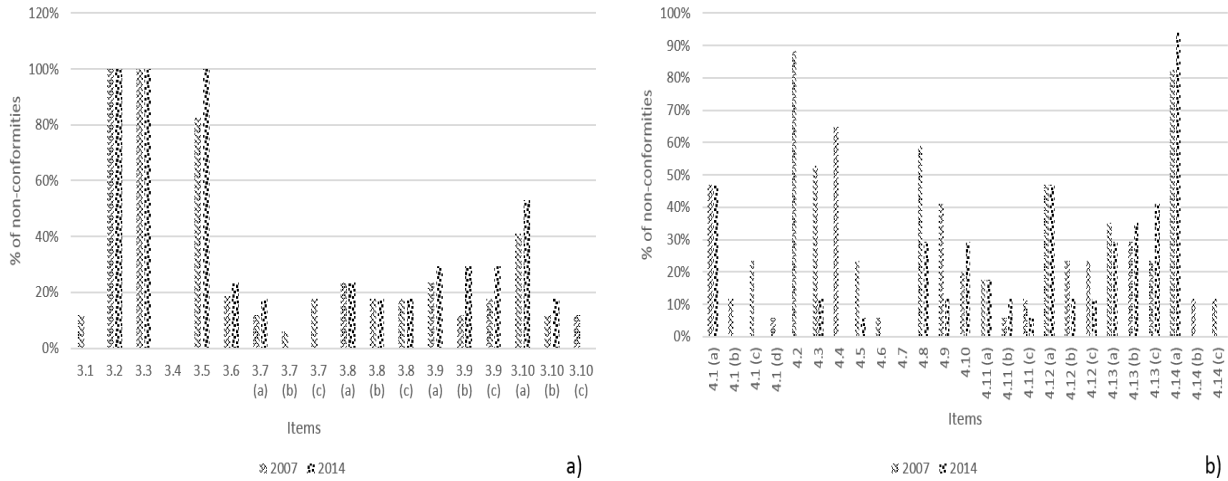 120%
100%
80%
60%
40%
20%
0%
% of non-conformities
3.1 3.2 3.3 3.4 3.5 3.6 3.7 3.7 3.7 3.8 3.8 3.8 3.9 3.9 3.9 3.10 3.10 3.10
(a) (b) (c) (a) (b) (c) (a) (b) (c) (a) (b) (c)
Items
2007 2014
a)
100%
90%
80%
70%
60%
50%
40%
30%
20%
10%
0%
% of non-conformities
4.1 (a)
4.1 (b)
4.1 (c)
4.1 (d)
4.2
4.3
4.4
4.5
4.6
4.7
4.8
4.9
4.10
4.11 (a)
4.11 (b)
4.11 (c)
4.12 (a)
4.12 (b)
4.12 (c)
4.13 (a)
4.13 (b)
4.13 (c)
4.14 (a)
4.14 (b)
4.14 (c)
Items
2007 2014
b)